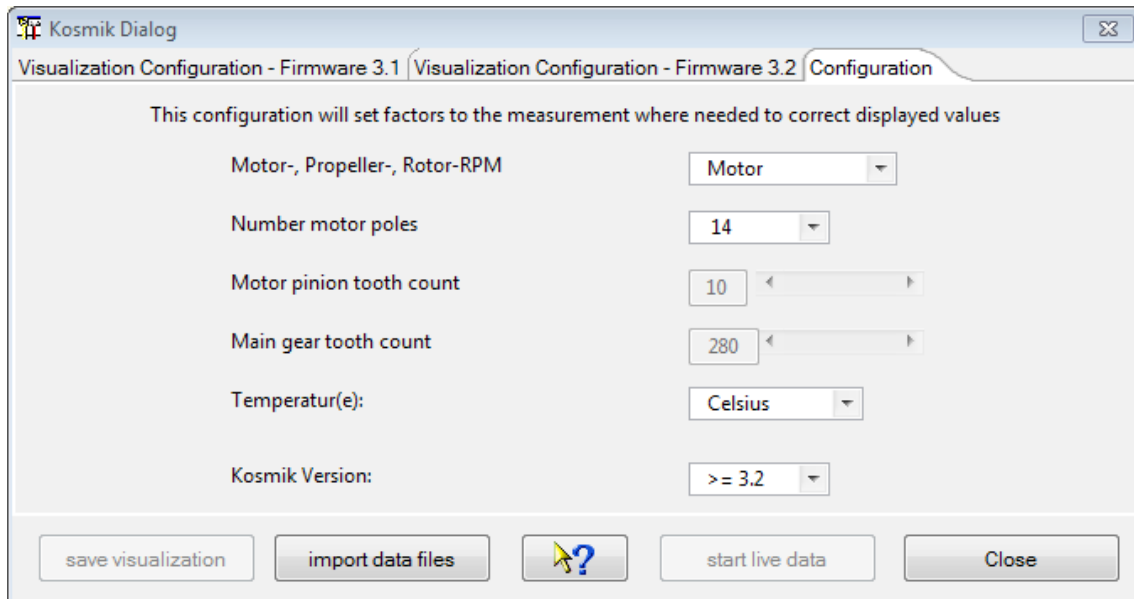 Kosmik Dialog
Visualization Configuration - Firmware 3.1 Visualization Configuration - Firmware 3.2 Configuration
This configuration will set factors to the measurement where needed to correct displayed values
Motor-, Propeller-, Rotor-RPM Motor
Number motor poles 14
Motor pinion tooth count 10
Main gear tooth count 280
Temperatur(e): Celsius
Kosmik Version: >= 3.2
save visualization import data files ? start live data Close